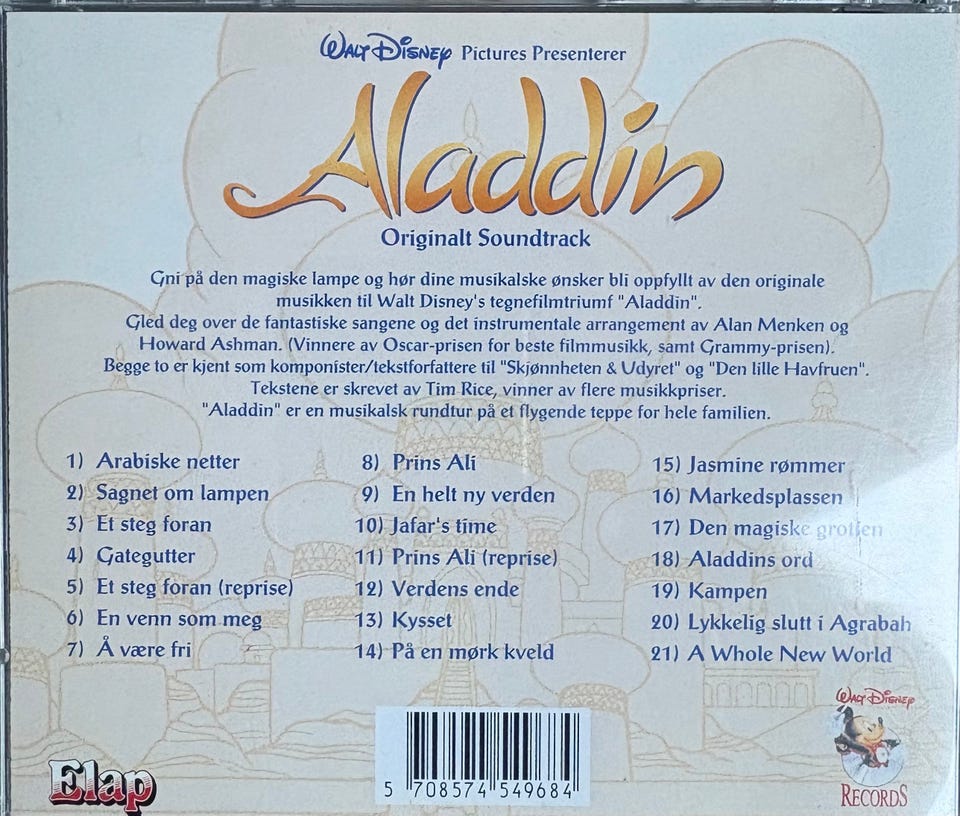 WALT DISNEY Pictures Presenterer
Aladdin
Originalt Soundtrack
Gni på den magiske lampe og hør dine musikalske ønsker bli oppfyllt av den originale
musikken til Walt Disney's tegnefilmtriumf "Aladdin".
Gled deg over de fantastiske sangene og det instrumentale arrangement av Alan Menken og
Howard Ashman. (Vinnere av Oscar-prisen for beste filmmusikk, samt Grammy-prisen).
Begge to er kjent som komponister/tekstforfattere til "Skjønnheten & Udyret" og "Den lille Havfruen".
Tekstene er skrevet av Tim Rice, vinner av flere musikkpriser.
"Aladdin" er en musikalsk rundtur på et flygende teppe for hele familien.
1) Arabiske netter
2) Sagnet om lampen
3) Et steg foran
4) Gategutter
5) Et steg foran (reprise)
6) En venn som meg
7) Å være fri
8) Prins Ali
9) En helt ny verden
10) Jafar's time
11) Prins Ali (reprise)
12) Verdens ende
13) Kysset
14) På en mørk kveld
15) Jasmine rømmer
16) Markedsplassen
17) Den magiske grotten
18) Aladdins ord
19) Kampen
20) Lykkelig slutt i Agrabah
21) A Whole New World
Elap
5 708574 549684
WALT DISNEY
RECORDS